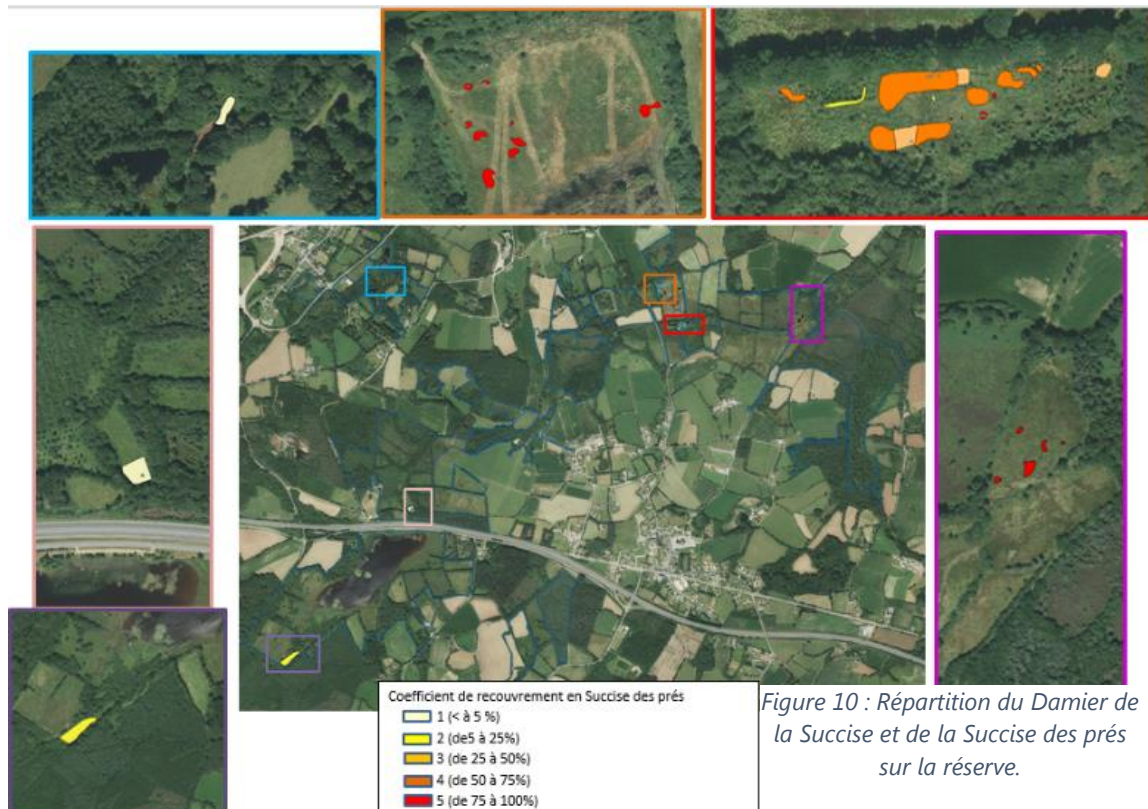 Coefficient de recouvrement en Succise des prés
1 (< à 5 %)
2 (de5 à 25%)
3 (de 25 à 50%)
4 (de 50 à 75%)
5 (de 75 à 100%)
Figure 10 : Répartition du Damier de
la Succise et de la Succise des prés
sur la réserve.